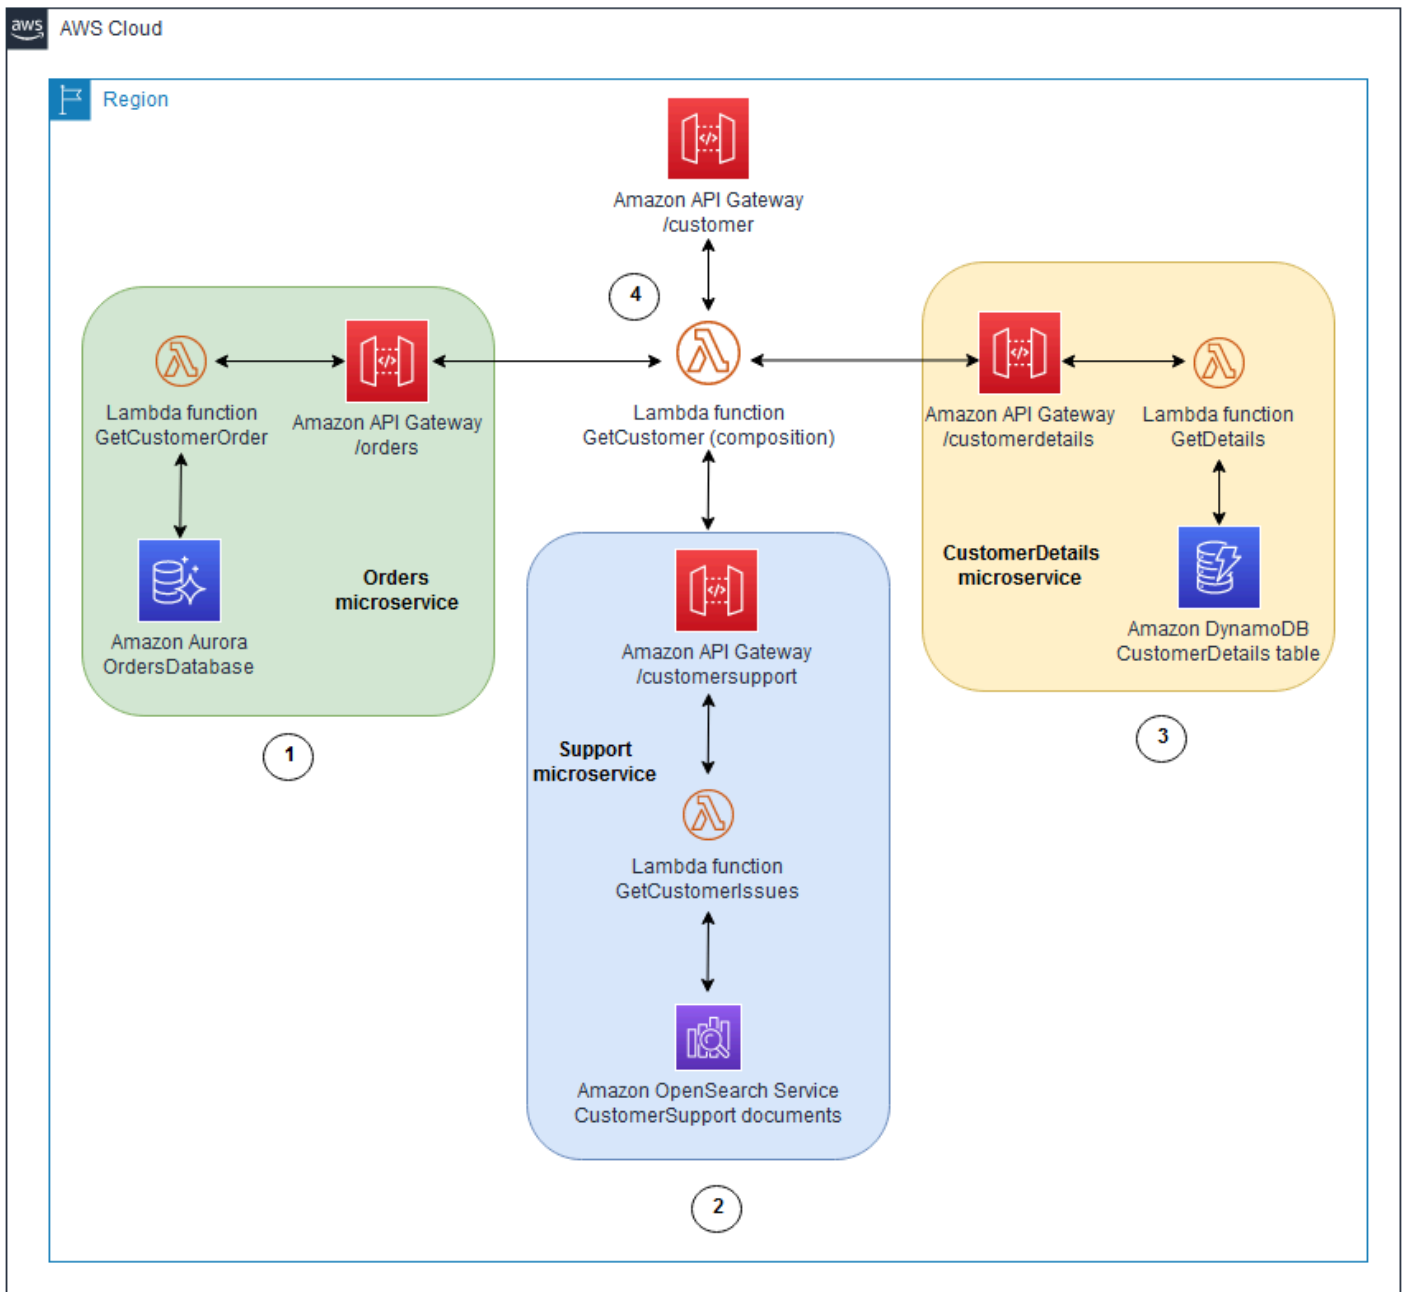 aws
AWS Cloud
Region
</>
Amazon API Gateway
/customer
4
</>
Lambda function
GetCustomerOrder
Amazon API Gateway
/orders
Amazon Aurora
OrdersDatabase
Orders
microservice
1
Lambda function
GetCustomer (composition)
</>
Amazon API Gateway
/customersupport
Support
microservice
Lambda function
GetCustomerIssues
Amazon OpenSearch Service
CustomerSupport documents
2
</>
Amazon API Gateway
/customerdetails
Lambda function
GetDetails
CustomerDetails
microservice
Amazon DynamoDB
CustomerDetails table
3